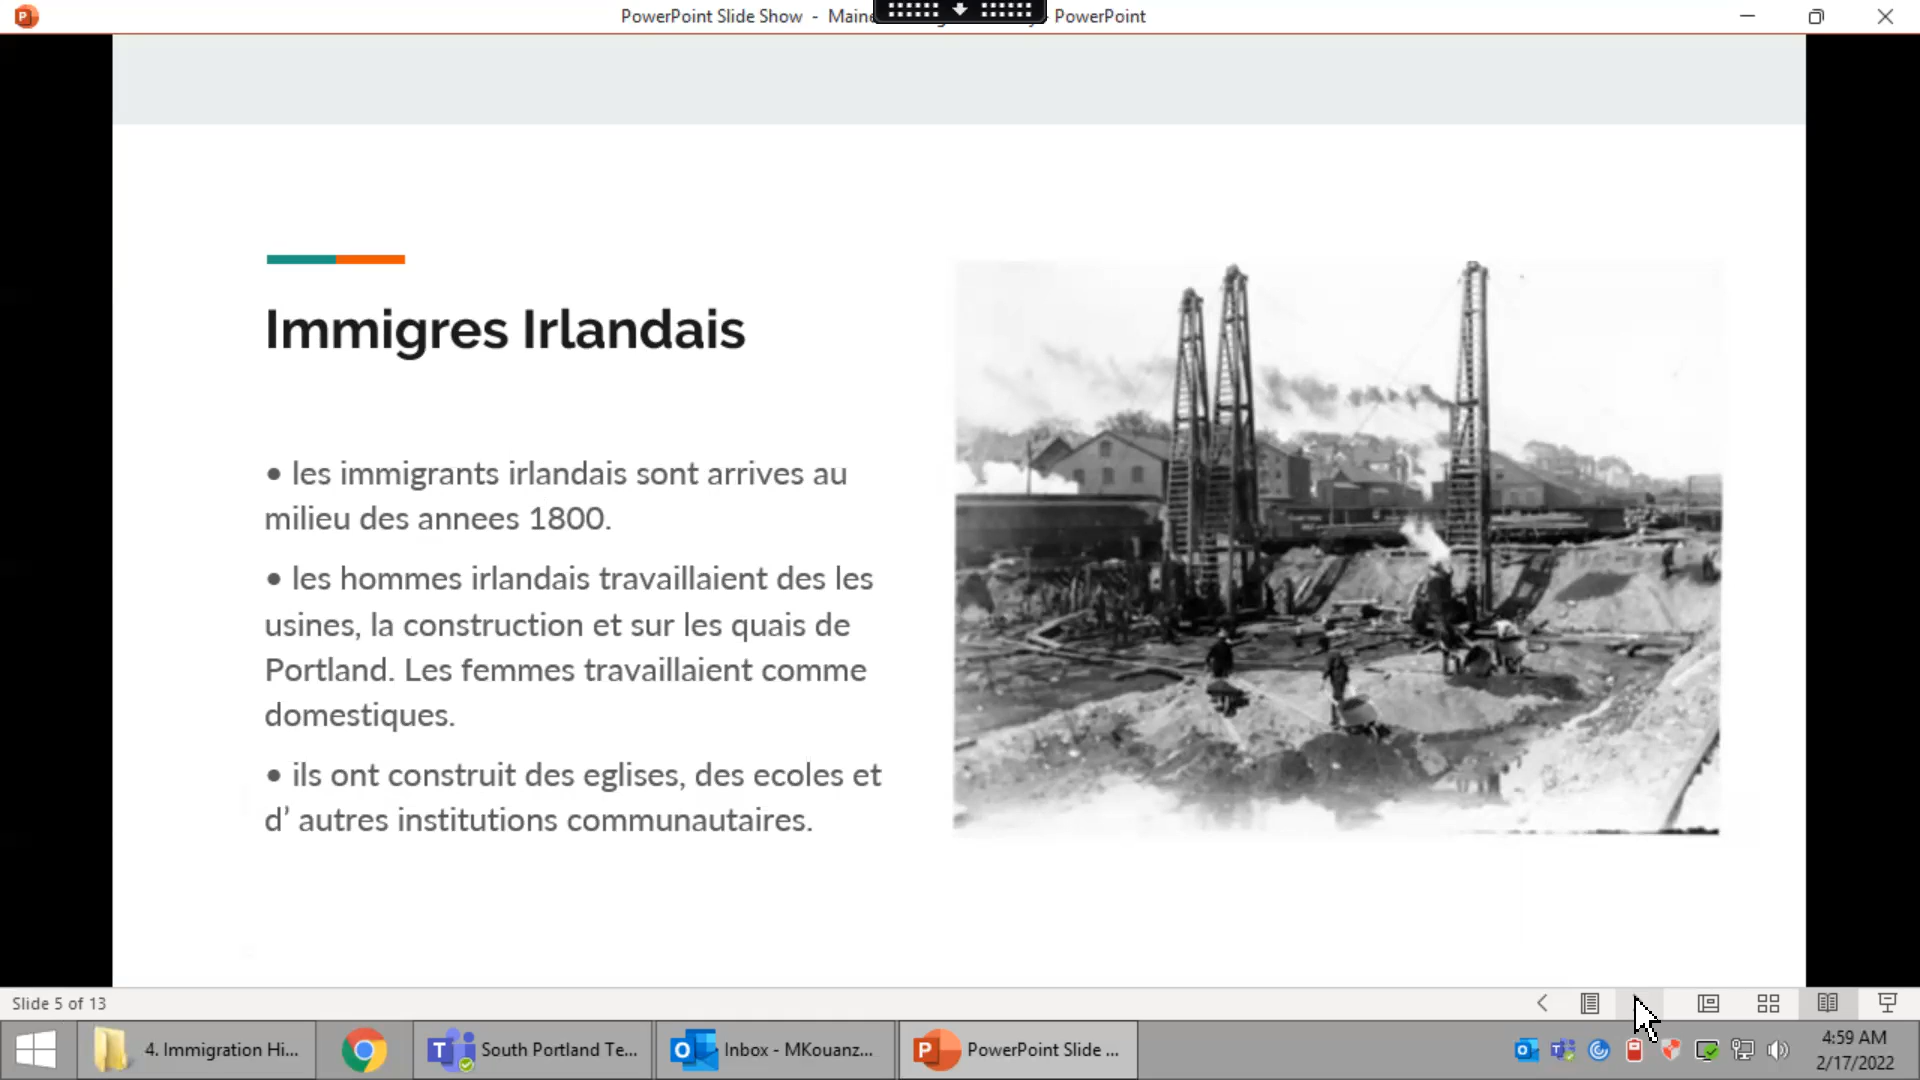 PowerPoint Slide Show - Maine PowerPoint
Immigres Irlandais
• les immigrants irlandais sont arrives au
milieu des annees 1800.
• les hommes irlandais travaillaient des les
usines, la construction et sur les quais de
Portland. Les femmes travaillaient comme
domestiques.
• ils ont construit des eglises, des ecoles et
d’ autres institutions communautaires.
Slide 5 of 13
4. Immigration Hi...
South Portland Te...
Inbox - MKouanz...
PowerPoint Slide ...
4:59 AM
2/17/2022